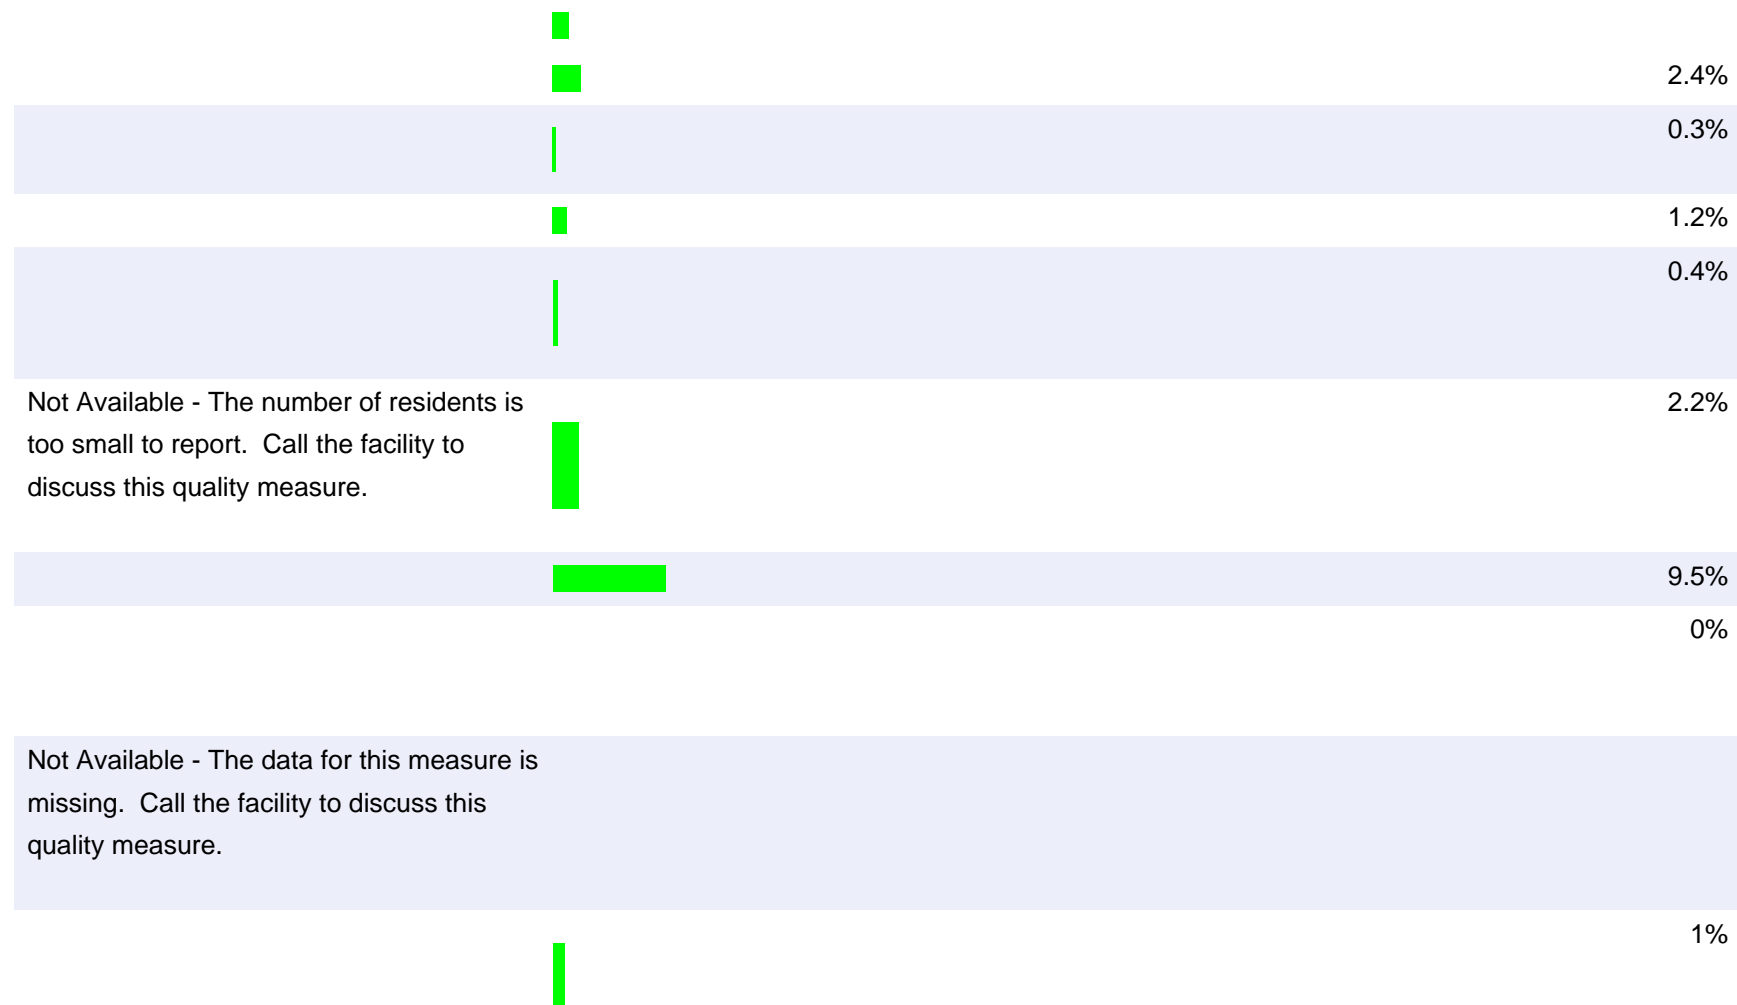 2.4%
0.3%
1.2%
0.4%
Not Available - The number of residents is 2.2%
too small to report.  Call the facility to
discuss this quality measure.
9.5%
0%
Not Available - The data for this measure is
missing.  Call the facility to discuss this
quality measure.
1%